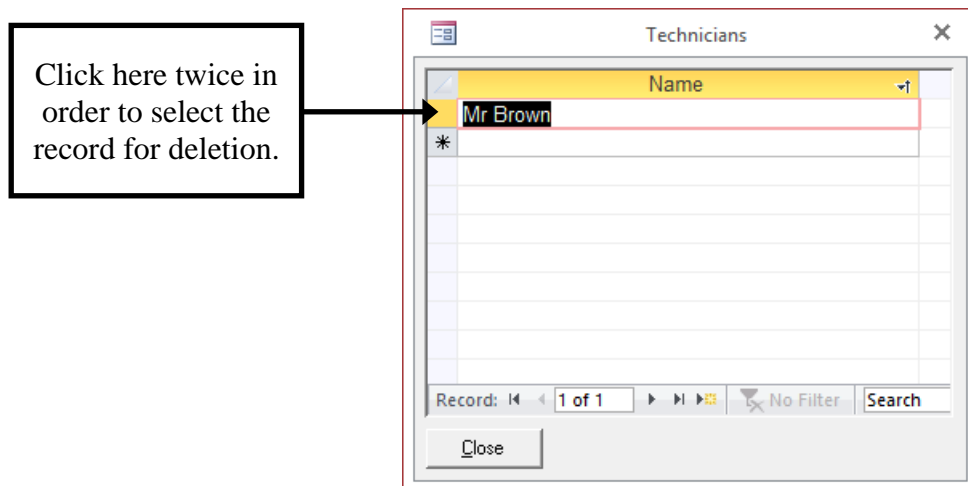 Click here twice in
order to select the
record for deletion.
Technicians
Name
Mr Brown
Record: 1 of 1 No Filter Search
Close